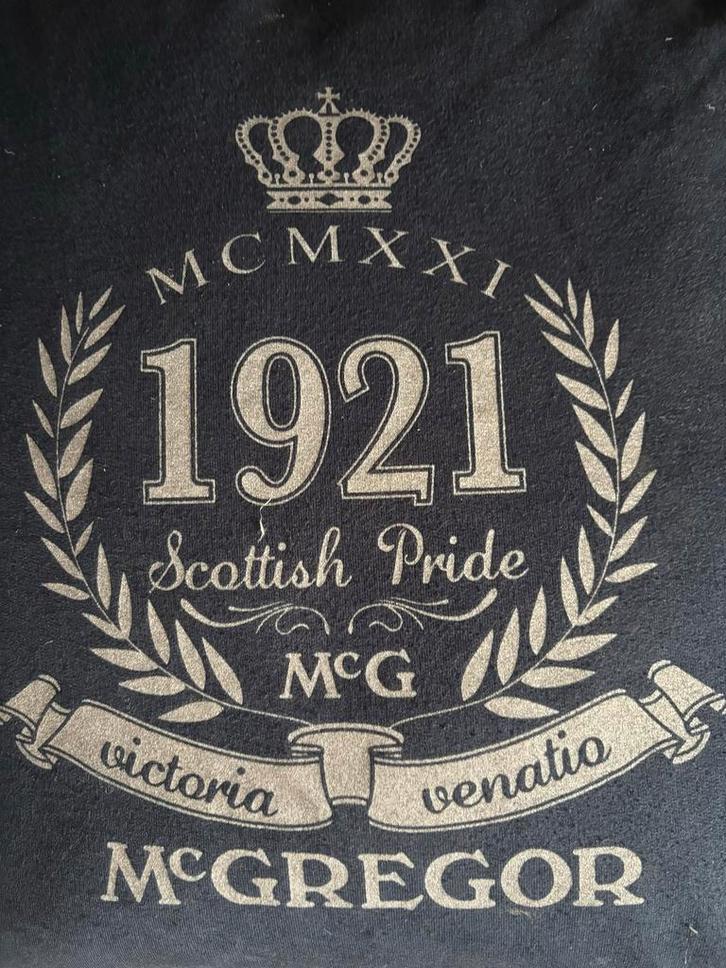 MCMXXI
1921
Scottish Pride
McG
victoria venatio
McGREGOR